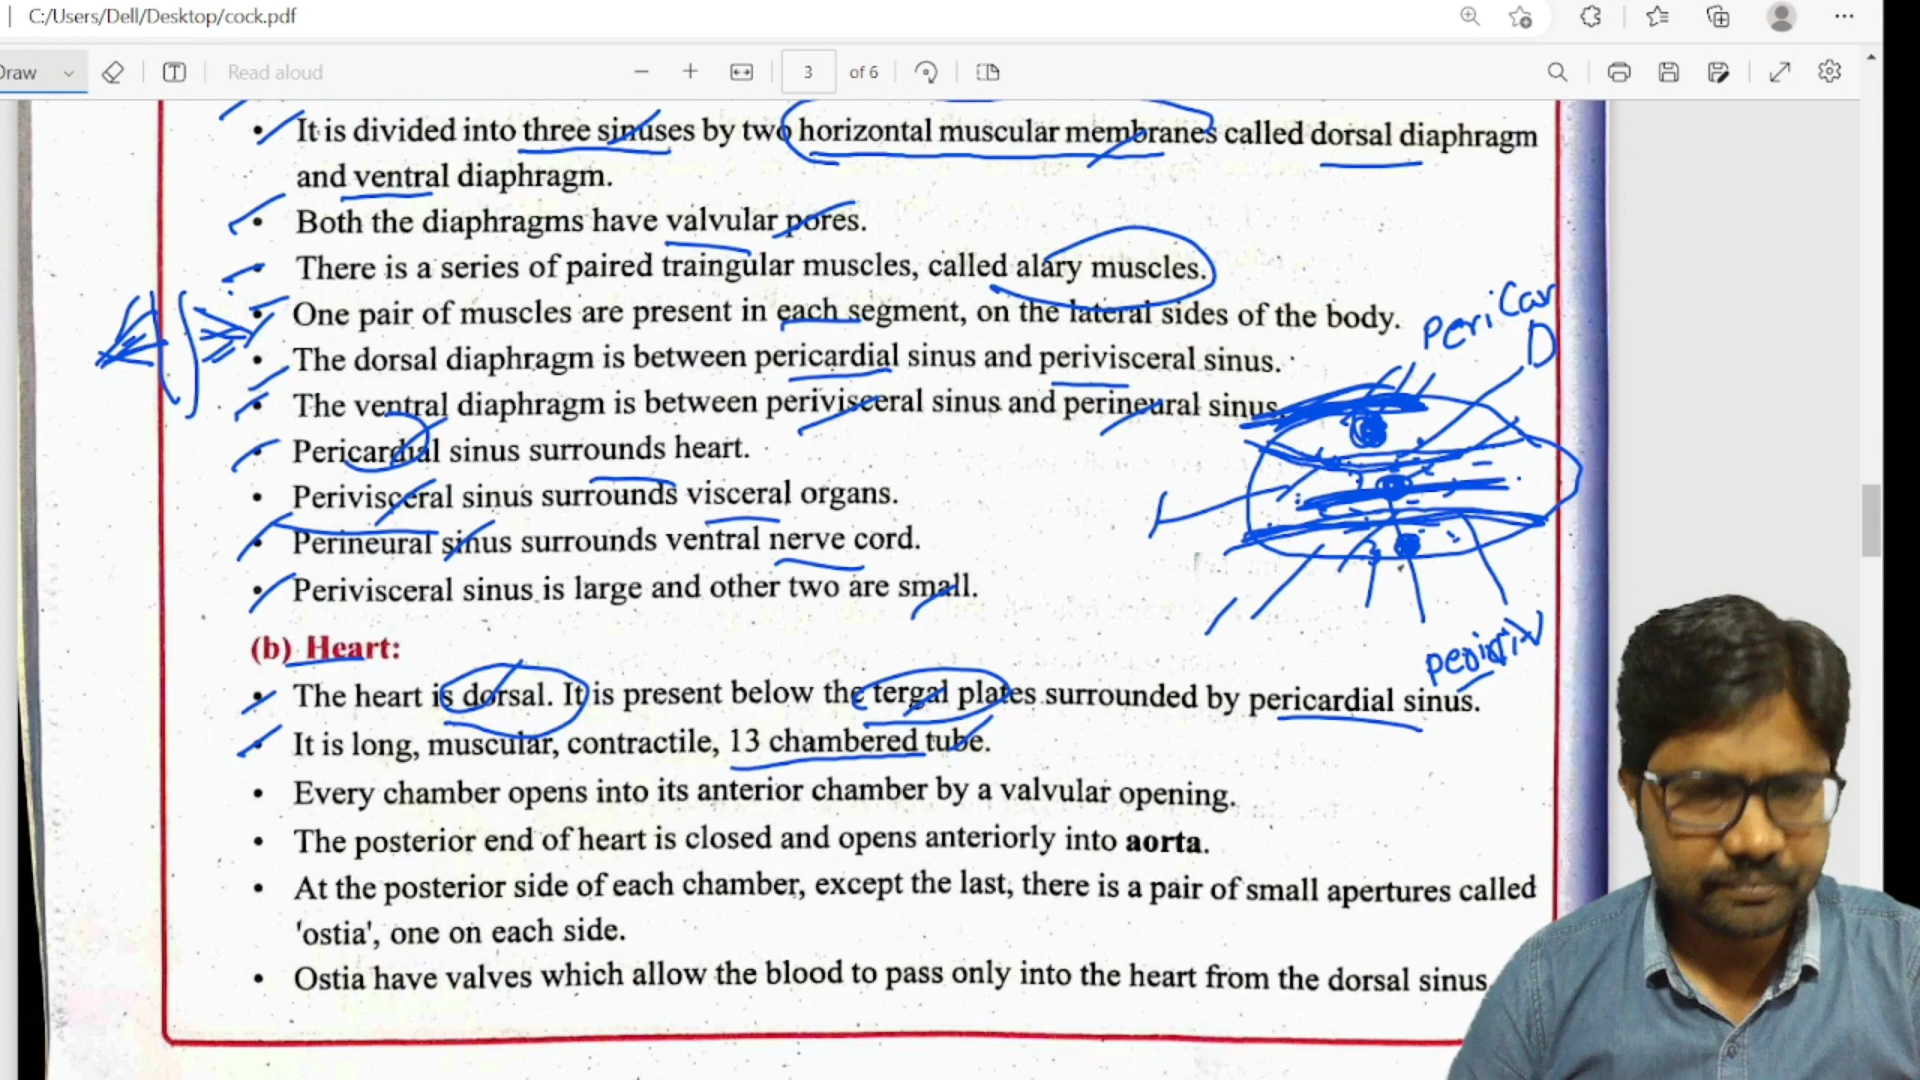 C:/Users/Dell/Desktop/cock.pdf
Draw
Read aloud
3 of 6
• It is divided into three sinuses by two horizontal muscular membranes called dorsal diaphragm
and ventral diaphragm.
• Both the diaphragms have valvular pores.
• There is a series of paired traingular muscles, called alary muscles.
• One pair of muscles are present in each segment, on the lateral sides of the body.
• The dorsal diaphragm is between pericardial sinus and perivisceral sinus.
• The ventral diaphragm is between perivisceral sinus and perineural sinus.
• Pericardial sinus surrounds heart.
• Perivisceral sinus surrounds visceral organs.
• Perineural sinus surrounds ventral nerve cord.
• Perivisceral sinus is large and other two are small.
Pericar
D
(b) Heart:
• The heart is dorsal. It is present below the tergal plates surrounded by pericardial sinus.
• It is long, muscular, contractile, 13 chambered tube.
• Every chamber opens into its anterior chamber by a valvular opening.
• The posterior end of heart is closed and opens anteriorly into aorta.
• At the posterior side of each chamber, except the last, there is a pair of small apertures called
'ostia', one on each side.
• Ostia have valves which allow the blood to pass only into the heart from the dorsal sinus